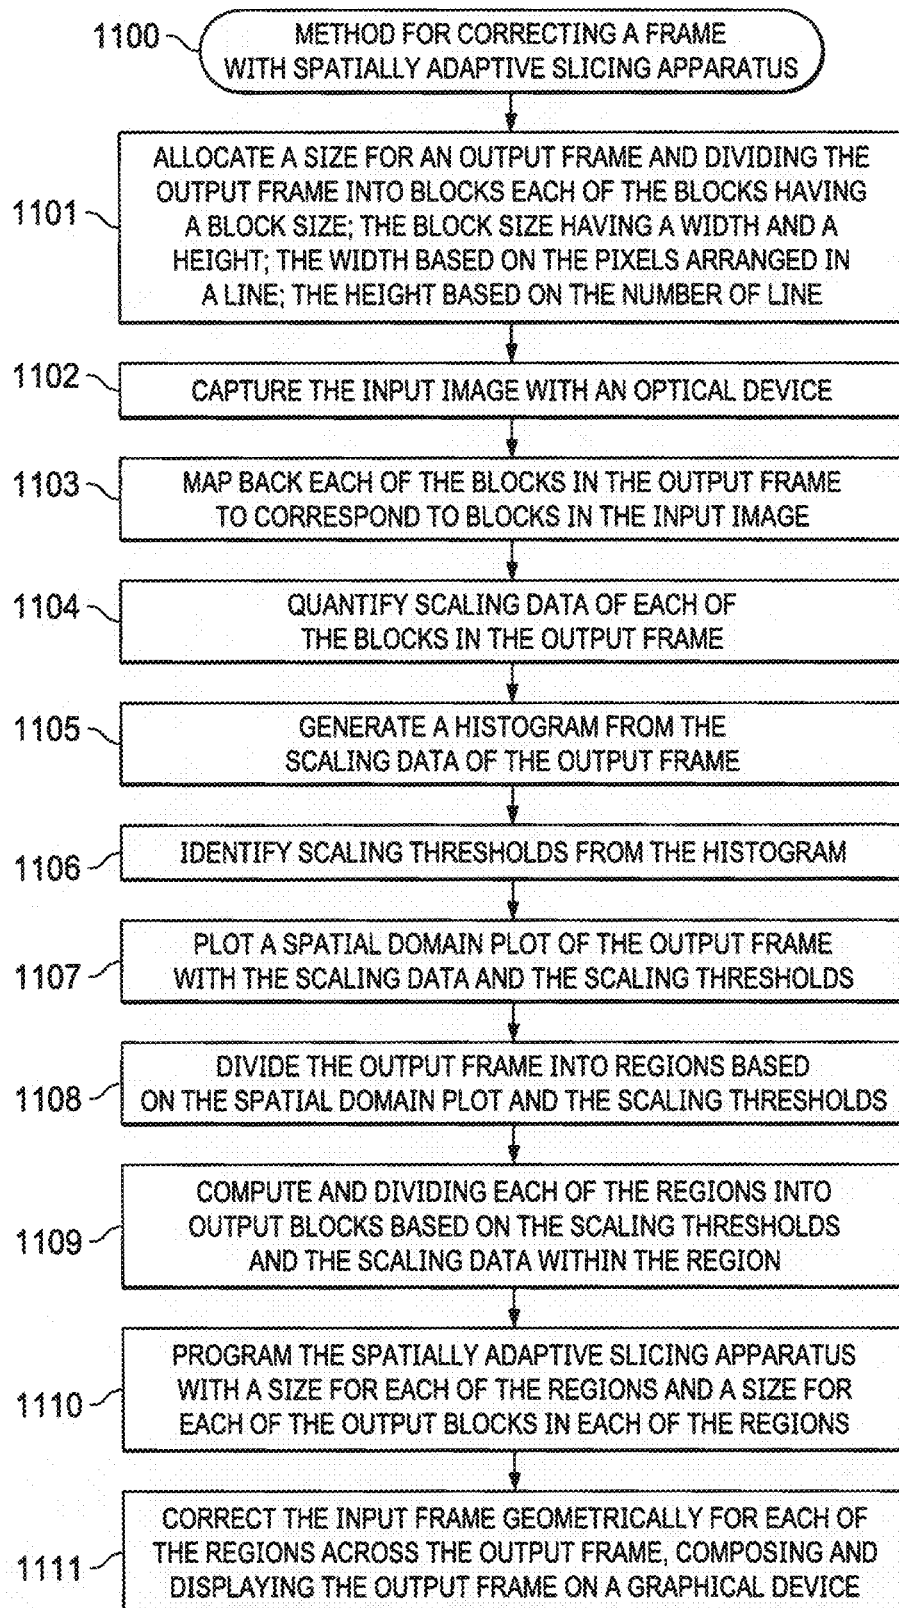 1100
METHOD FOR CORRECTING A FRAME
WITH SPATIALLY ADAPTIVE SLICING APPARATUS
1101
ALLOCATE A SIZE FOR AN OUTPUT FRAME AND DIVIDING THE
OUTPUT FRAME INTO BLOCKS EACH OF THE BLOCKS HAVING
A BLOCK SIZE; THE BLOCK SIZE HAVING A WIDTH AND A
HEIGHT; THE WIDTH BASED ON THE PIXELS ARRANGED IN
A LINE; THE HEIGHT BASED ON THE NUMBER OF LINE
1102
CAPTURE THE INPUT IMAGE WITH AN OPTICAL DEVICE
1103
MAP BACK EACH OF THE BLOCKS IN THE OUTPUT FRAME
TO CORRESPOND TO BLOCKS IN THE INPUT IMAGE
1104
QUANTIFY SCALING DATA OF EACH OF
THE BLOCKS IN THE OUTPUT FRAME
1105
GENERATE A HISTOGRAM FROM THE
SCALING DATA OF THE OUTPUT FRAME
1106
IDENTIFY SCALING THRESHOLDS FROM THE HISTOGRAM
1107
PLOT A SPATIAL DOMAIN PLOT OF THE OUTPUT FRAME
WITH THE SCALING DATA AND THE SCALING THRESHOLDS
1108
DIVIDE THE OUTPUT FRAME INTO REGIONS BASED
ON THE SPATIAL DOMAIN PLOT AND THE SCALING THRESHOLDS
1109
COMPUTE AND DIVIDING EACH OF THE REGIONS INTO
OUTPUT BLOCKS BASED ON THE SCALING THRESHOLDS
AND THE SCALING DATA WITHIN THE REGION
1110
PROGRAM THE SPATIALLY ADAPTIVE SLICING APPARATUS
WITH A SIZE FOR EACH OF THE REGIONS AND A SIZE FOR
EACH OF THE OUTPUT BLOCKS IN EACH OF THE REGIONS
1111
CORRECT THE INPUT FRAME GEOMETRICALLY FOR EACH OF
THE REGIONS ACROSS THE OUTPUT FRAME, COMPOSING AND
DISPLAYING THE OUTPUT FRAME ON A GRAPHICAL DEVICE